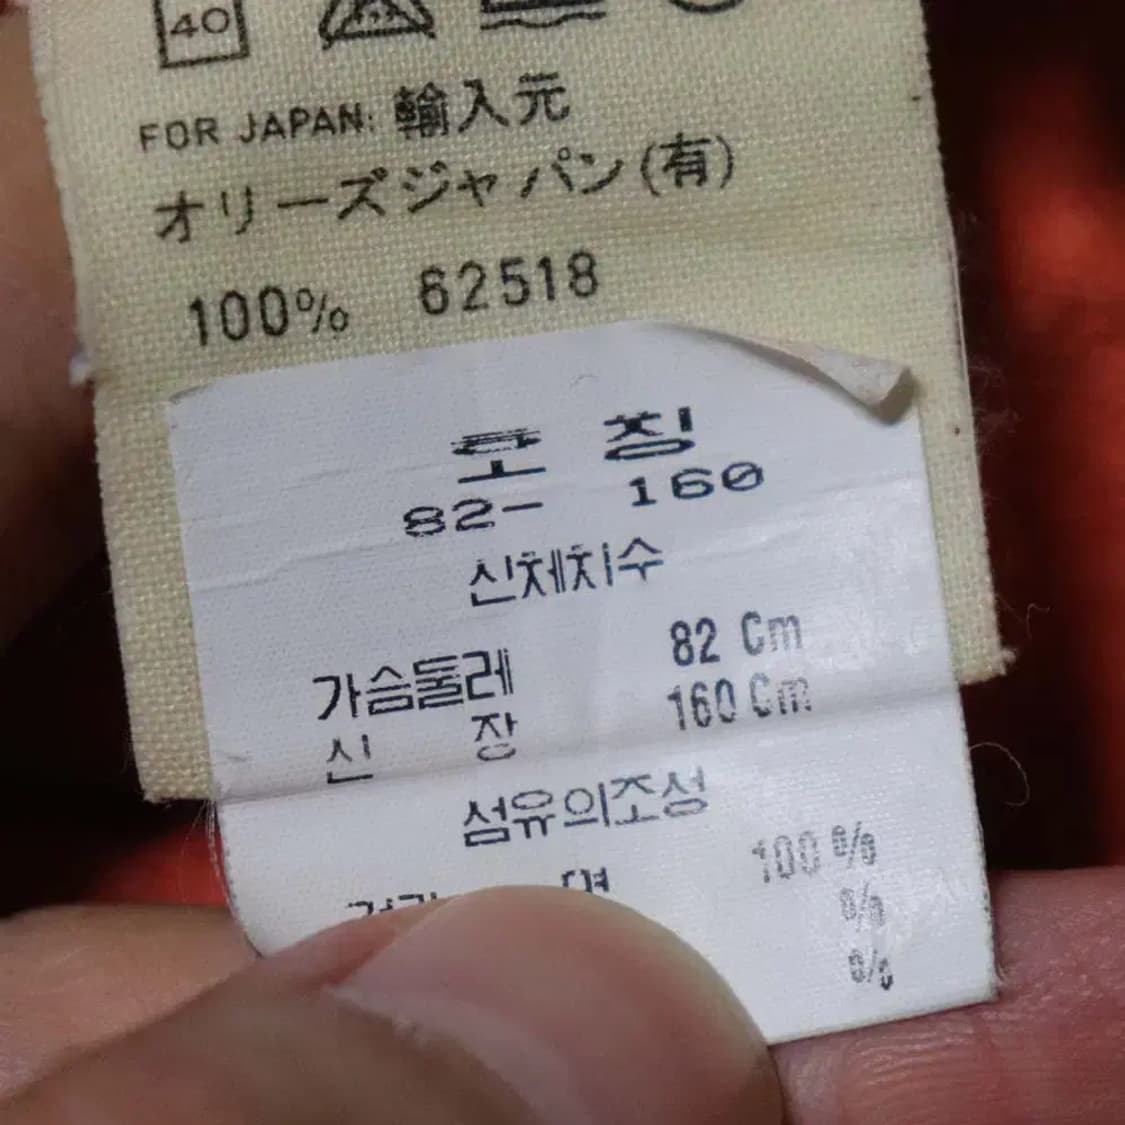 40
FOR JAPAN: 輸入元
オリーズジャパン(有)
100% 62518
호칭
82- 160
신체치수
가슴둘레 82 Cm
신 장 160 Cm
섬유의조성
면 100 %
%
%